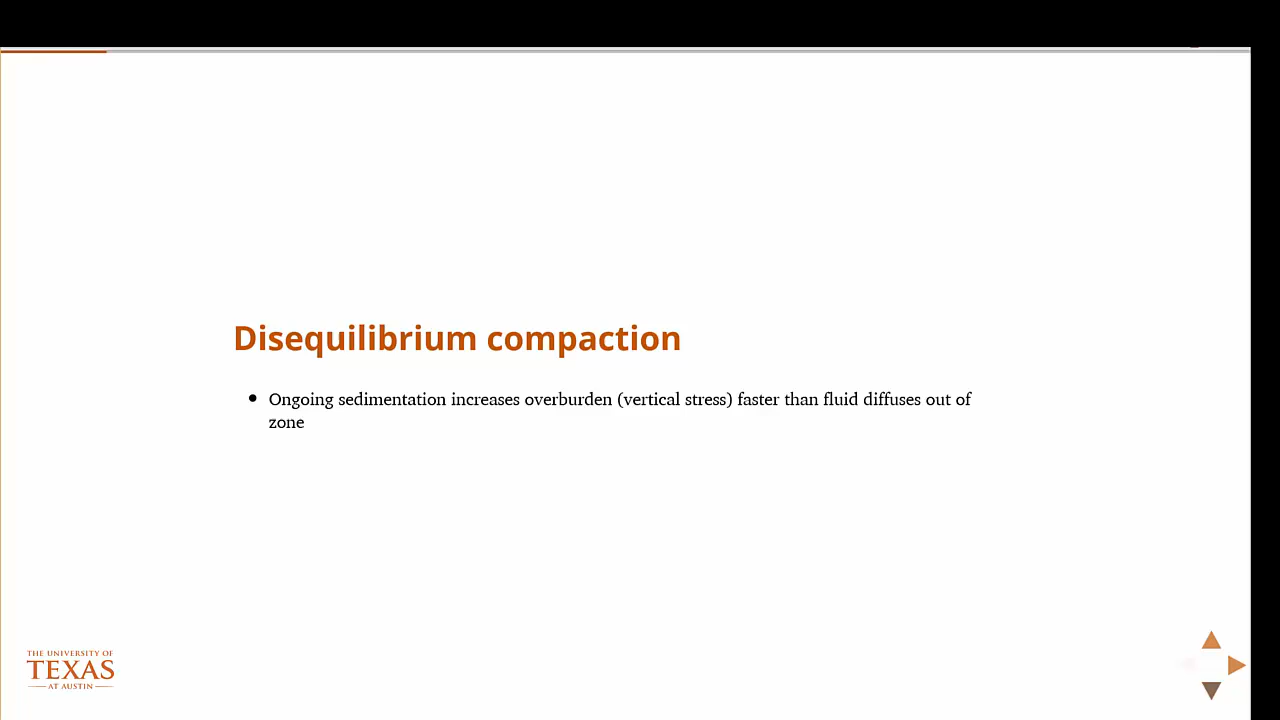 Disequilibrium compaction
• Ongoing sedimentation increases overburden (vertical stress) faster than fluid diffuses out of
zone
THE UNIVERSITY OF
TEXAS
AT AUSTIN